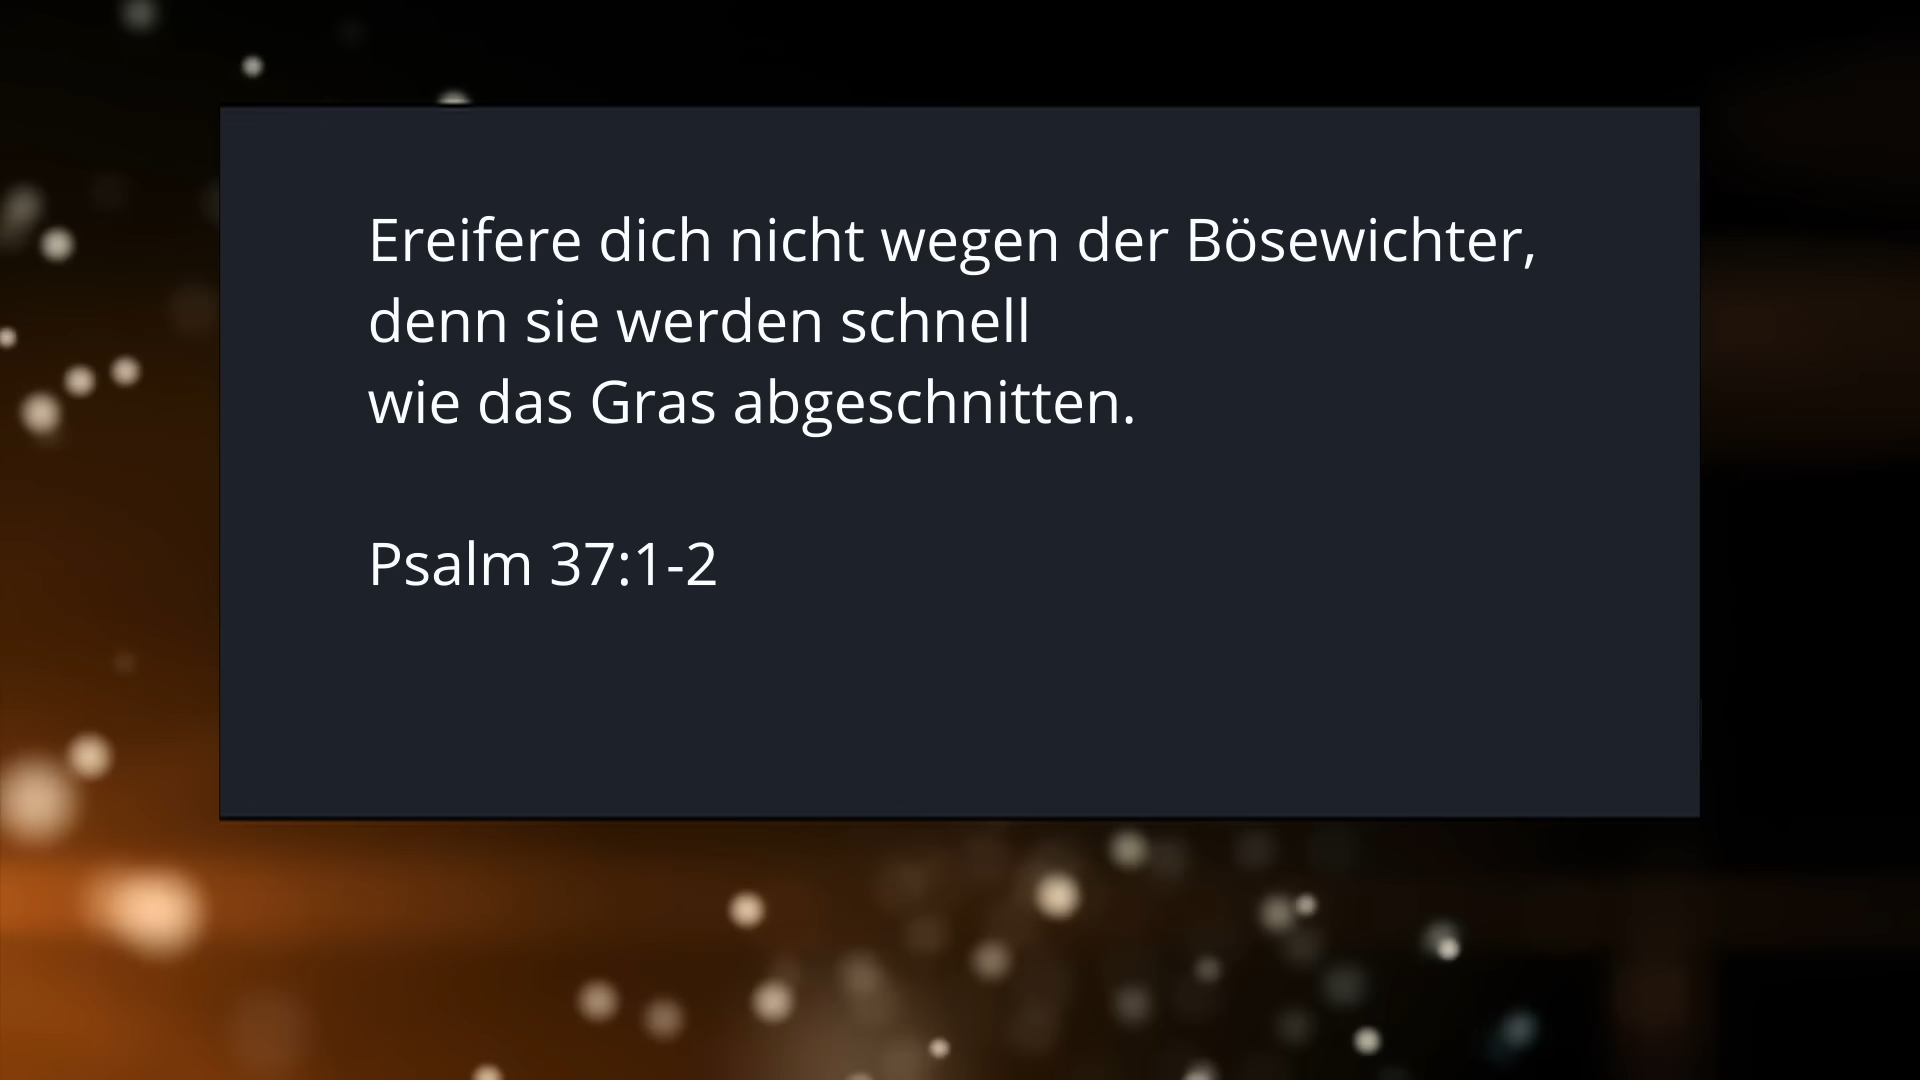 Ereifere dich nicht wegen der Bösewichter,
denn sie werden schnell
wie das Gras abgeschnitten.
Psalm 37:1-2